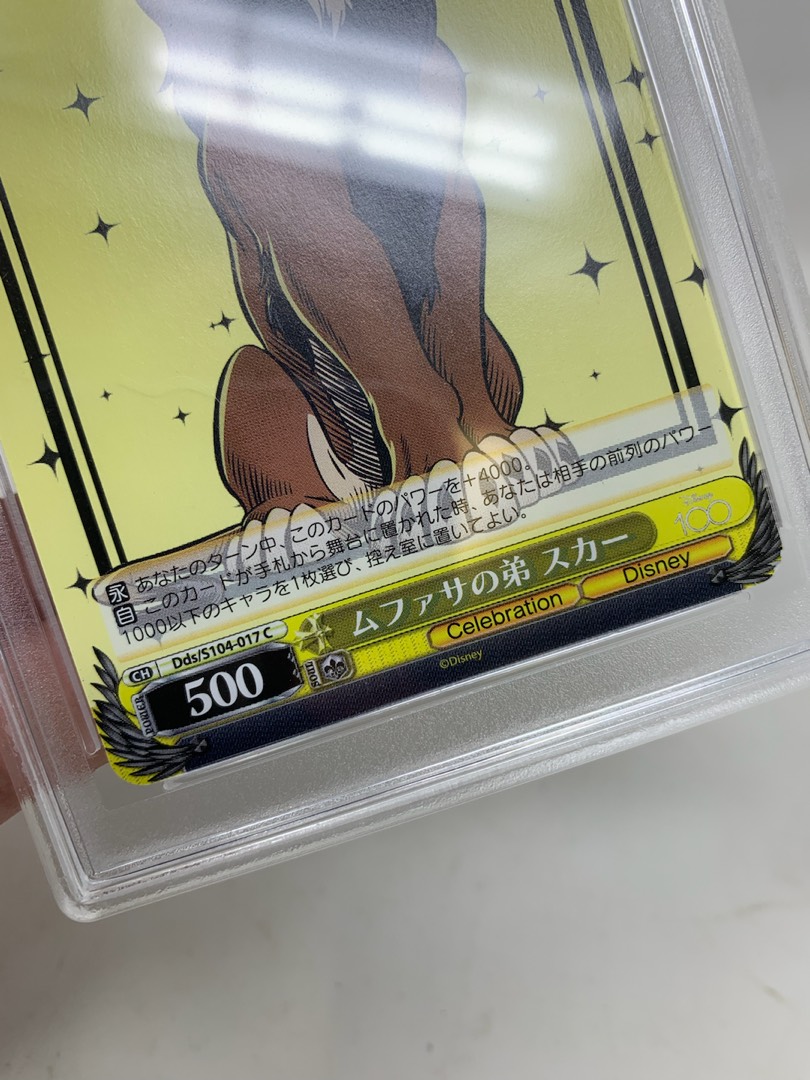 永 あなたのターン中、このカードのパワーを+4000。
自 このカードが手札から舞台に置かれた時、あなたは相手の前列のパワー
1000以下のキャラを1枚選び、控え室に置いてよい。
Disney
100
ムファサの弟 スカー
CH Dds/S104-017 C
Celebration Disney
POWER 500 SOUL
©Disney